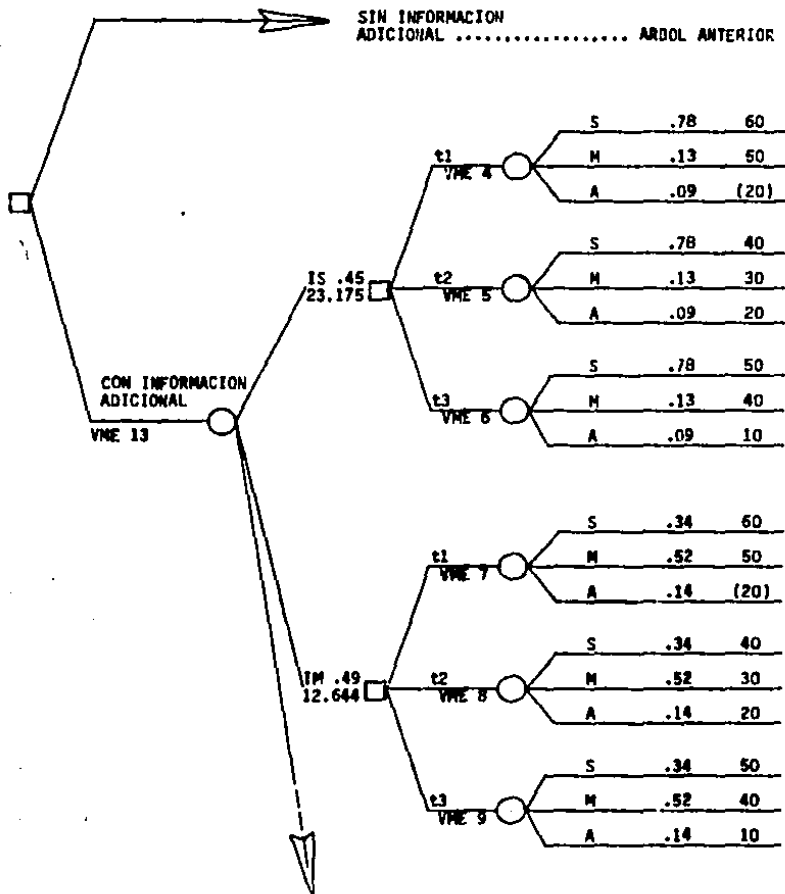 SIN INFORMACION
ADICIONAL .................. ARDOL ANTERIOR
S .78 60
t1 M .13 50
VME 4
A .09 (20)
S .78 40
IS .45 t2 M .13 30
23.175 VME 5
A .09 20
S .78 50
CON INFORMACION
ADICIONAL
t3 M .13 40
VME 13 VME 6
A .09 10
S .34 60
t1 M .52 50
VME 7
A .14 (20)
S .34 40
IM .49 t2 M .52 30
12.644 VME 8
A .14 20
S .34 50
t3 M .52 40
VME 9
A .14 10